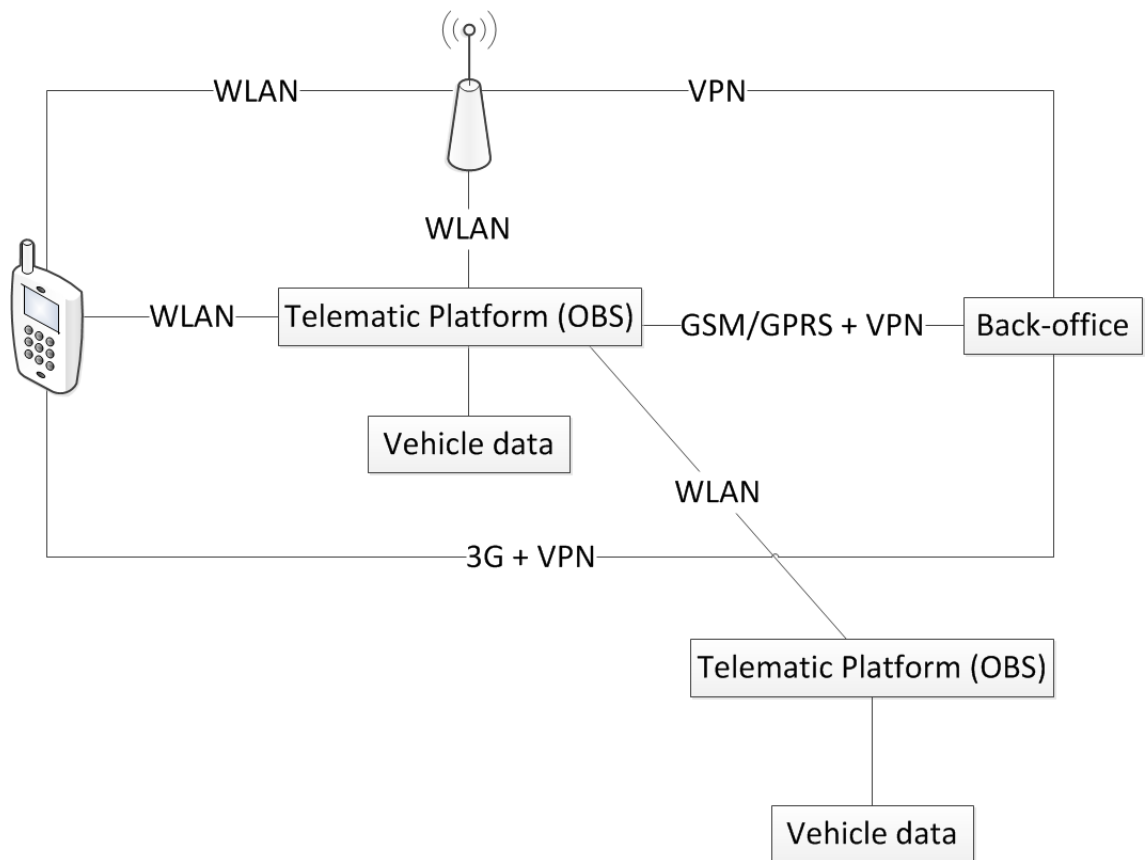 WLAN
VPN
WLAN
WLAN
Telematic Platform (OBS)
GSM/GPRS + VPN
Back-office
Vehicle data
WLAN
3G + VPN
Telematic Platform (OBS)
Vehicle data